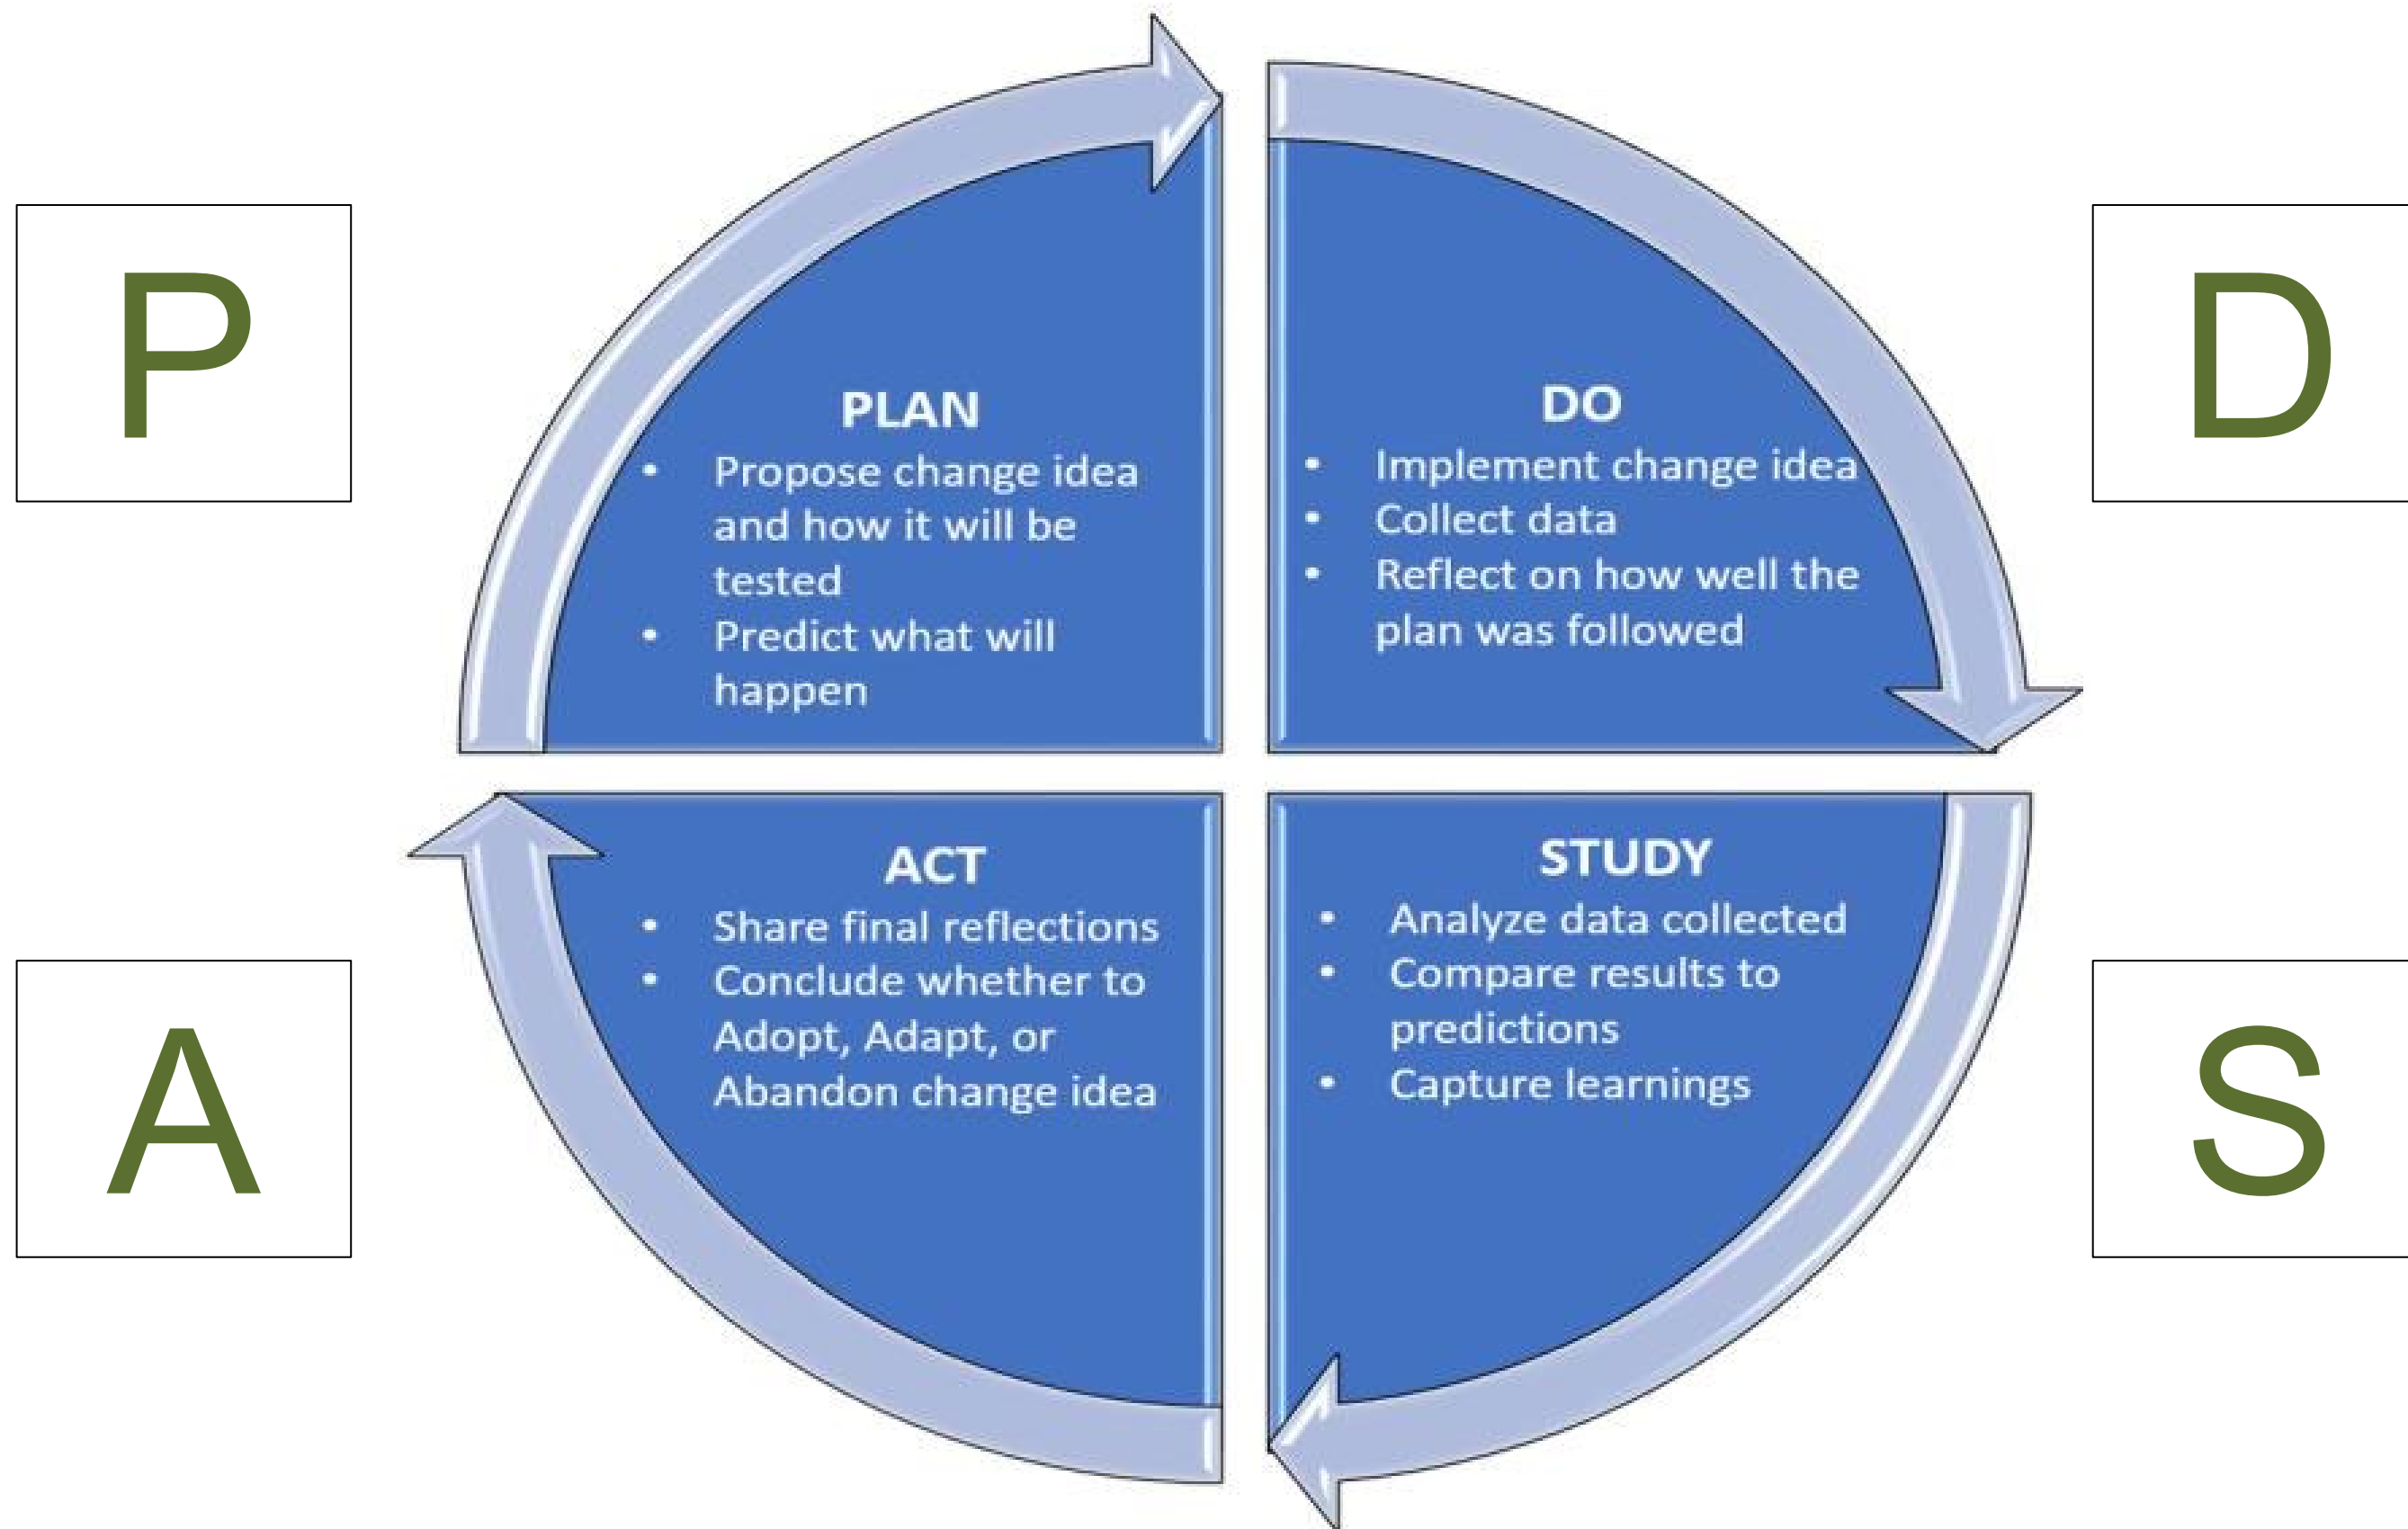 P
PLAN
• Propose change idea
and how it will be
tested
• Predict what will
happen
DO
• Implement change idea
• Collect data
• Reflect on how well the
plan was followed
D
A
ACT
• Share final reflections
• Conclude whether to
Adopt, Adapt, or
Abandon change idea
STUDY
• Analyze data collected
• Compare results to
predictions
• Capture learnings
S